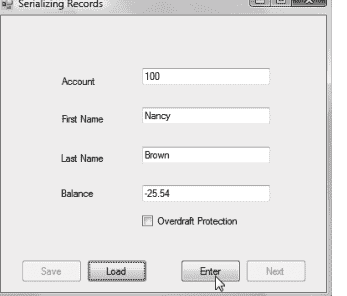 Serializing Records
Account 100
First Name Nancy
Last Name Brown
Balance -25.54
Overdraft Protection
Save Load Enter Next